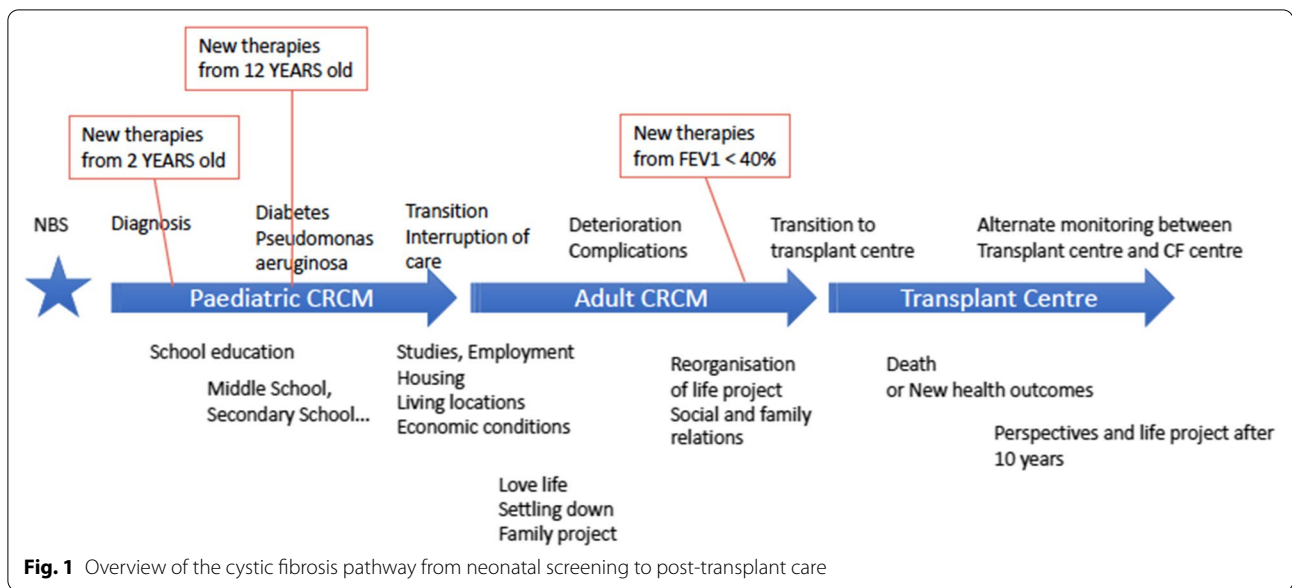 New therapies
from 12 YEARS old
New therapies
from 2 YEARS old
New therapies
from FEV1 < 40%
NBS
Diagnosis
Diabetes
Pseudomonas
aeruginosa
Transition
Interruption of
care
Deterioration
Complications
Transition to
transplant centre
Alternate monitoring between
Transplant centre and CF centre
Paediatric CRCM
Adult CRCM
Transplant Centre
School education
Middle School,
Secondary School...
Studies, Employment
Housing
Living locations
Economic conditions
Love life
Settling down
Family project
Reorganisation
of life project
Social and family
relations
Death
or New health outcomes
Perspectives and life project after
10 years
Fig. 1 Overview of the cystic fibrosis pathway from neonatal screening to post-transplant care